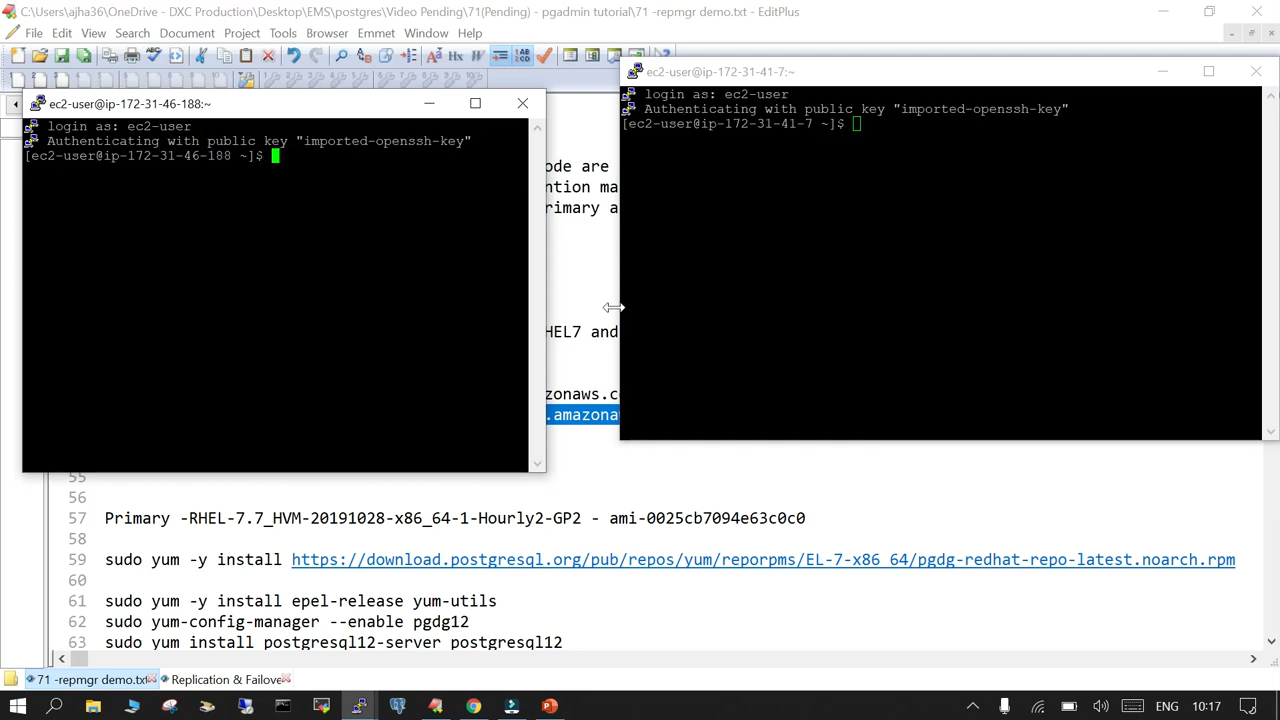 C:\Users\ajha36\OneDrive - DXC Production\Desktop\EMS\postgres\Video Pending\71(Pending) - pgadmin tutorial\71 -repmgr demo.txt - EditPlus
File Edit View Search Document Project Tools Browser Emmet Window Help
ec2-user@ip-172-31-46-188:~
login as: ec2-user
Authenticating with public key "imported-openssh-key"
[ec2-user@ip-172-31-46-188 ~]$
ec2-user@ip-172-31-41-7:~
login as: ec2-user
Authenticating with public key "imported-openssh-key"
[ec2-user@ip-172-31-41-7 ~]$
ode are
ntion ma
rimary a
HEL7 and
zonaws.c
.amazona
55
56
57 Primary -RHEL-7.7_HVM-20191028-x86_64-1-Hourly2-GP2 - ami-0025cb7094e63c0c0
58
59 sudo yum -y install https://download.postgresql.org/pub/repos/yum/reporpms/EL-7-x86_64/pgdg-redhat-repo-latest.noarch.rpm
60
61 sudo yum -y install epel-release yum-utils
62 sudo yum-config-manager --enable pgdg12
63 sudo yum install postgresql12-server postgresql12
71 -repmgr demo.txt Replication & Failove
ENG 10:17